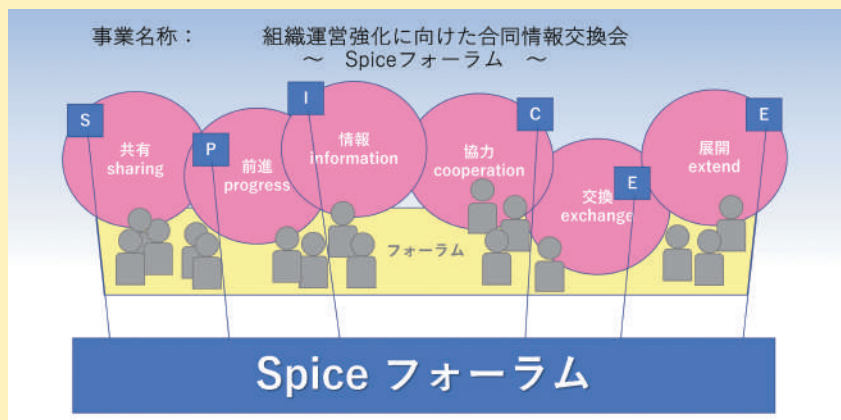 事業名称： 組織運営強化に向けた合同情報交換会
～ Spiceフォーラム ～
S
共有
sharing
P
前進
progress
I
情報
information
協力
cooperation
C
交換
exchange
E
展開
extend
E
フォーラム
Spice フォーラム